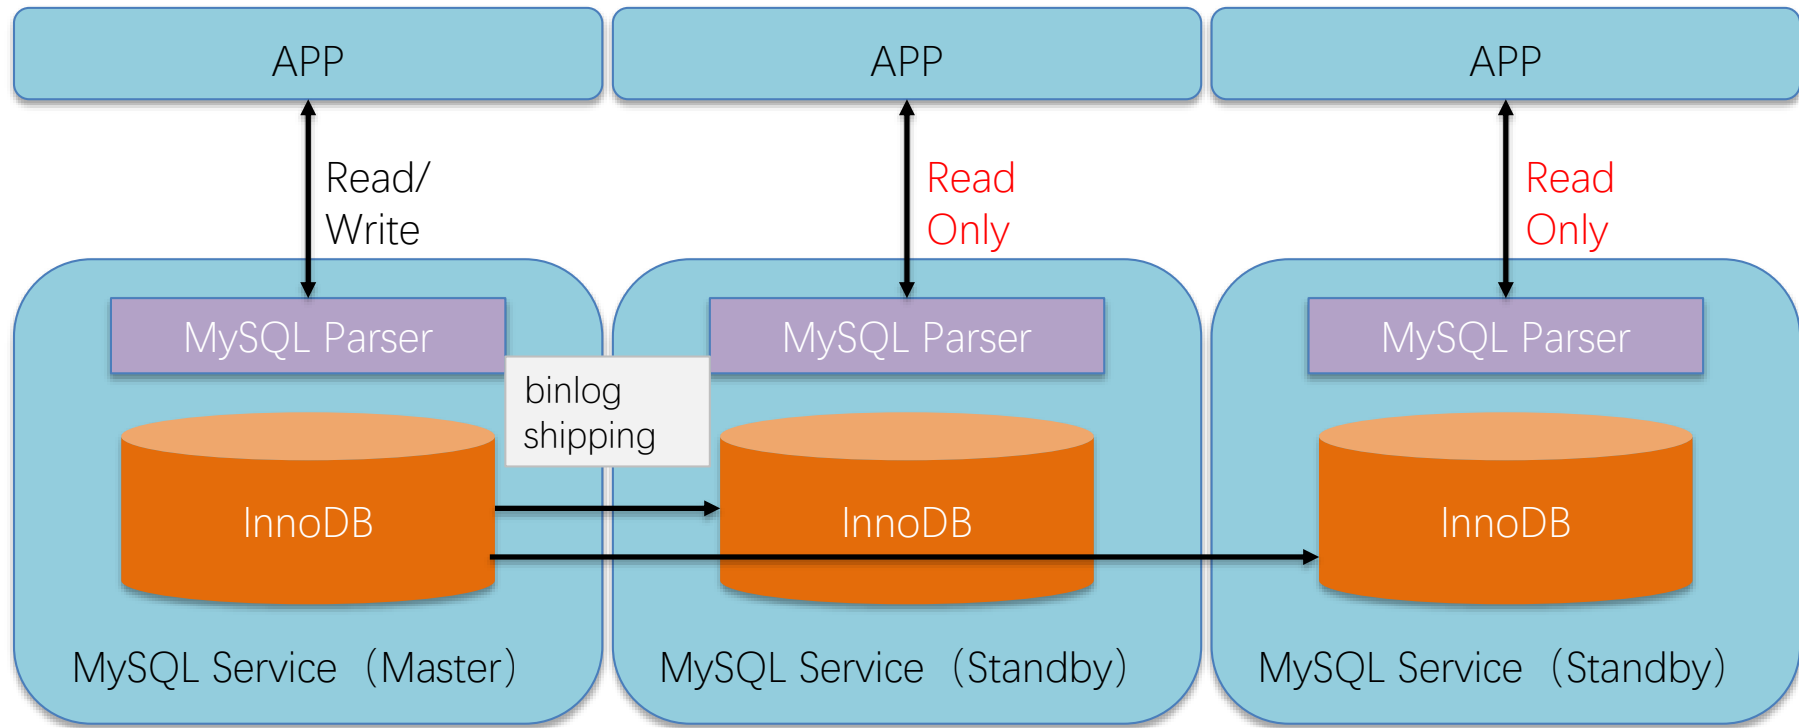 APP
APP
APP
Read/
Write
Read
Only
Read
Only
MySQL Parser
MySQL Parser
MySQL Parser
binlog
shipping
InnoDB
InnoDB
InnoDB
MySQL Service（Master）
MySQL Service（Standby）
MySQL Service（Standby）